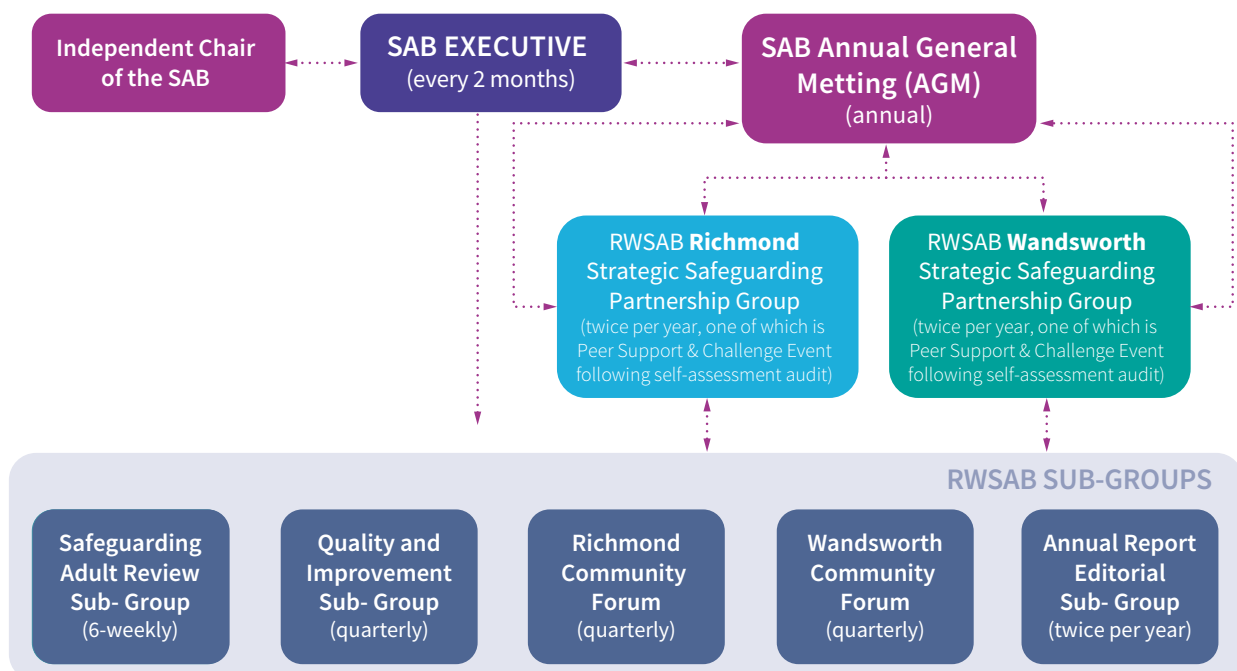 Independent Chair
of the SAB
SAB EXECUTIVE
(every 2 months)
SAB Annual General
Metting (AGM)
(annual)
RWSAB Richmond
Strategic Safeguarding
Partnership Group
(twice per year, one of which is
Peer Support & Challenge Event
following self-assessment audit)
RWSAB Wandsworth
Strategic Safeguarding
Partnership Group
(twice per year, one of which is
Peer Support & Challenge Event
following self-assessment audit)
RWSAB SUB-GROUPS
Safeguarding
Adult Review
Sub- Group
(6-weekly)
Quality and
Improvement
Sub- Group
(quarterly)
Richmond
Community
Forum
(quarterly)
Wandsworth
Community
Forum
(quarterly)
Annual Report
Editorial
Sub- Group
(twice per year)